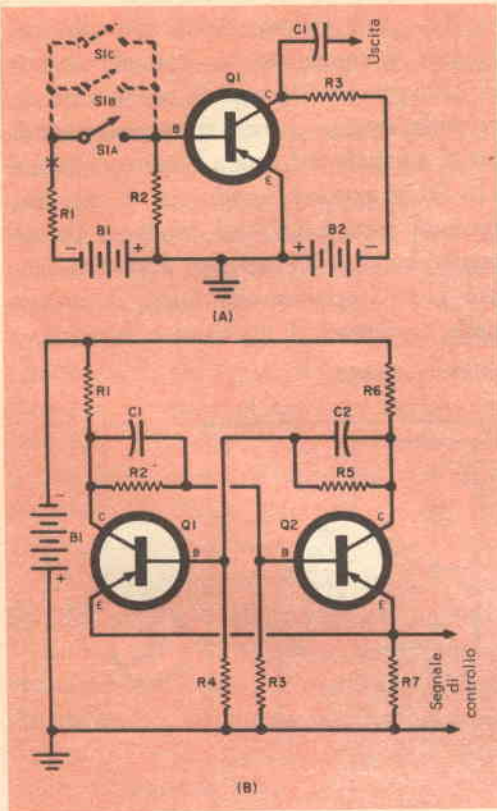 C1
Uscita
S1C
Q1
R3
S1B
C
B
S1A
R1
R2
E
B1
B2
- +
+ -
(A)
R1
R6
C1
C2
R2
R5
-
C
Q1
Q2
C
B1
B
B
+
E
E
R4
R3
R7
Segnale
di
controllo
(B)